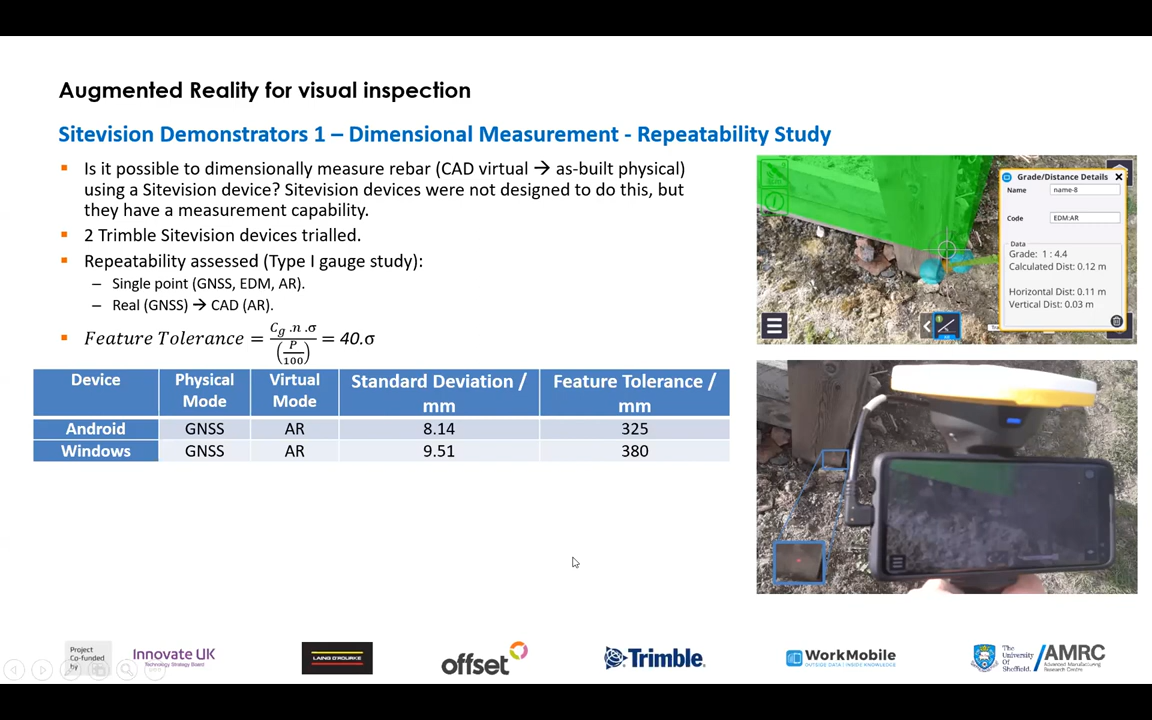 Augmented Reality for visual inspection
Sitevision Demonstrators 1 – Dimensional Measurement - Repeatability Study
▪ Is it possible to dimensionally measure rebar (CAD virtual → as-built physical)
using a Sitevision device? Sitevision devices were not designed to do this, but
they have a measurement capability.
▪ 2 Trimble Sitevision devices trialled.
▪ Repeatability assessed (Type I gauge study):
– Single point (GNSS, EDM, AR).
– Real (GNSS) → CAD (AR).
▪ Feature Tolerance = C_g .n .σ / (P/100) = 40.σ
Device Physical Mode Virtual Mode Standard Deviation / mm Feature Tolerance / mm
Android GNSS AR 8.14 325
Windows GNSS AR 9.51 380
Grade/Distance Details
Name name-8
Code EDM:AR
Data
Grade: 1 : 4.4
Calculated Dist: 0.12 m
Horizontal Dist: 0.11 m
Vertical Dist: 0.03 m
Project
Co-funded
by
Innovate UK
Technology Strategy Board
LAING O'ROURKE
offset
Trimble.
WorkMobile
OUTSIDE DATA | INSIDE KNOWLEDGE
The
University
Of
Sheffield.
AMRC
Advanced Manufacturing
Research Centre